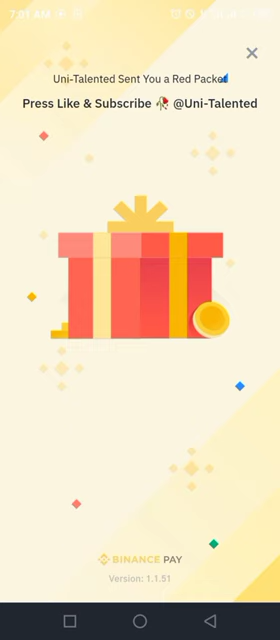 7:01 AM
Uni-Talented Sent You a Red Packet
Press Like & Subscribe 🥀 @Uni-Talented
BINANCE PAY
Version: 1.1.51